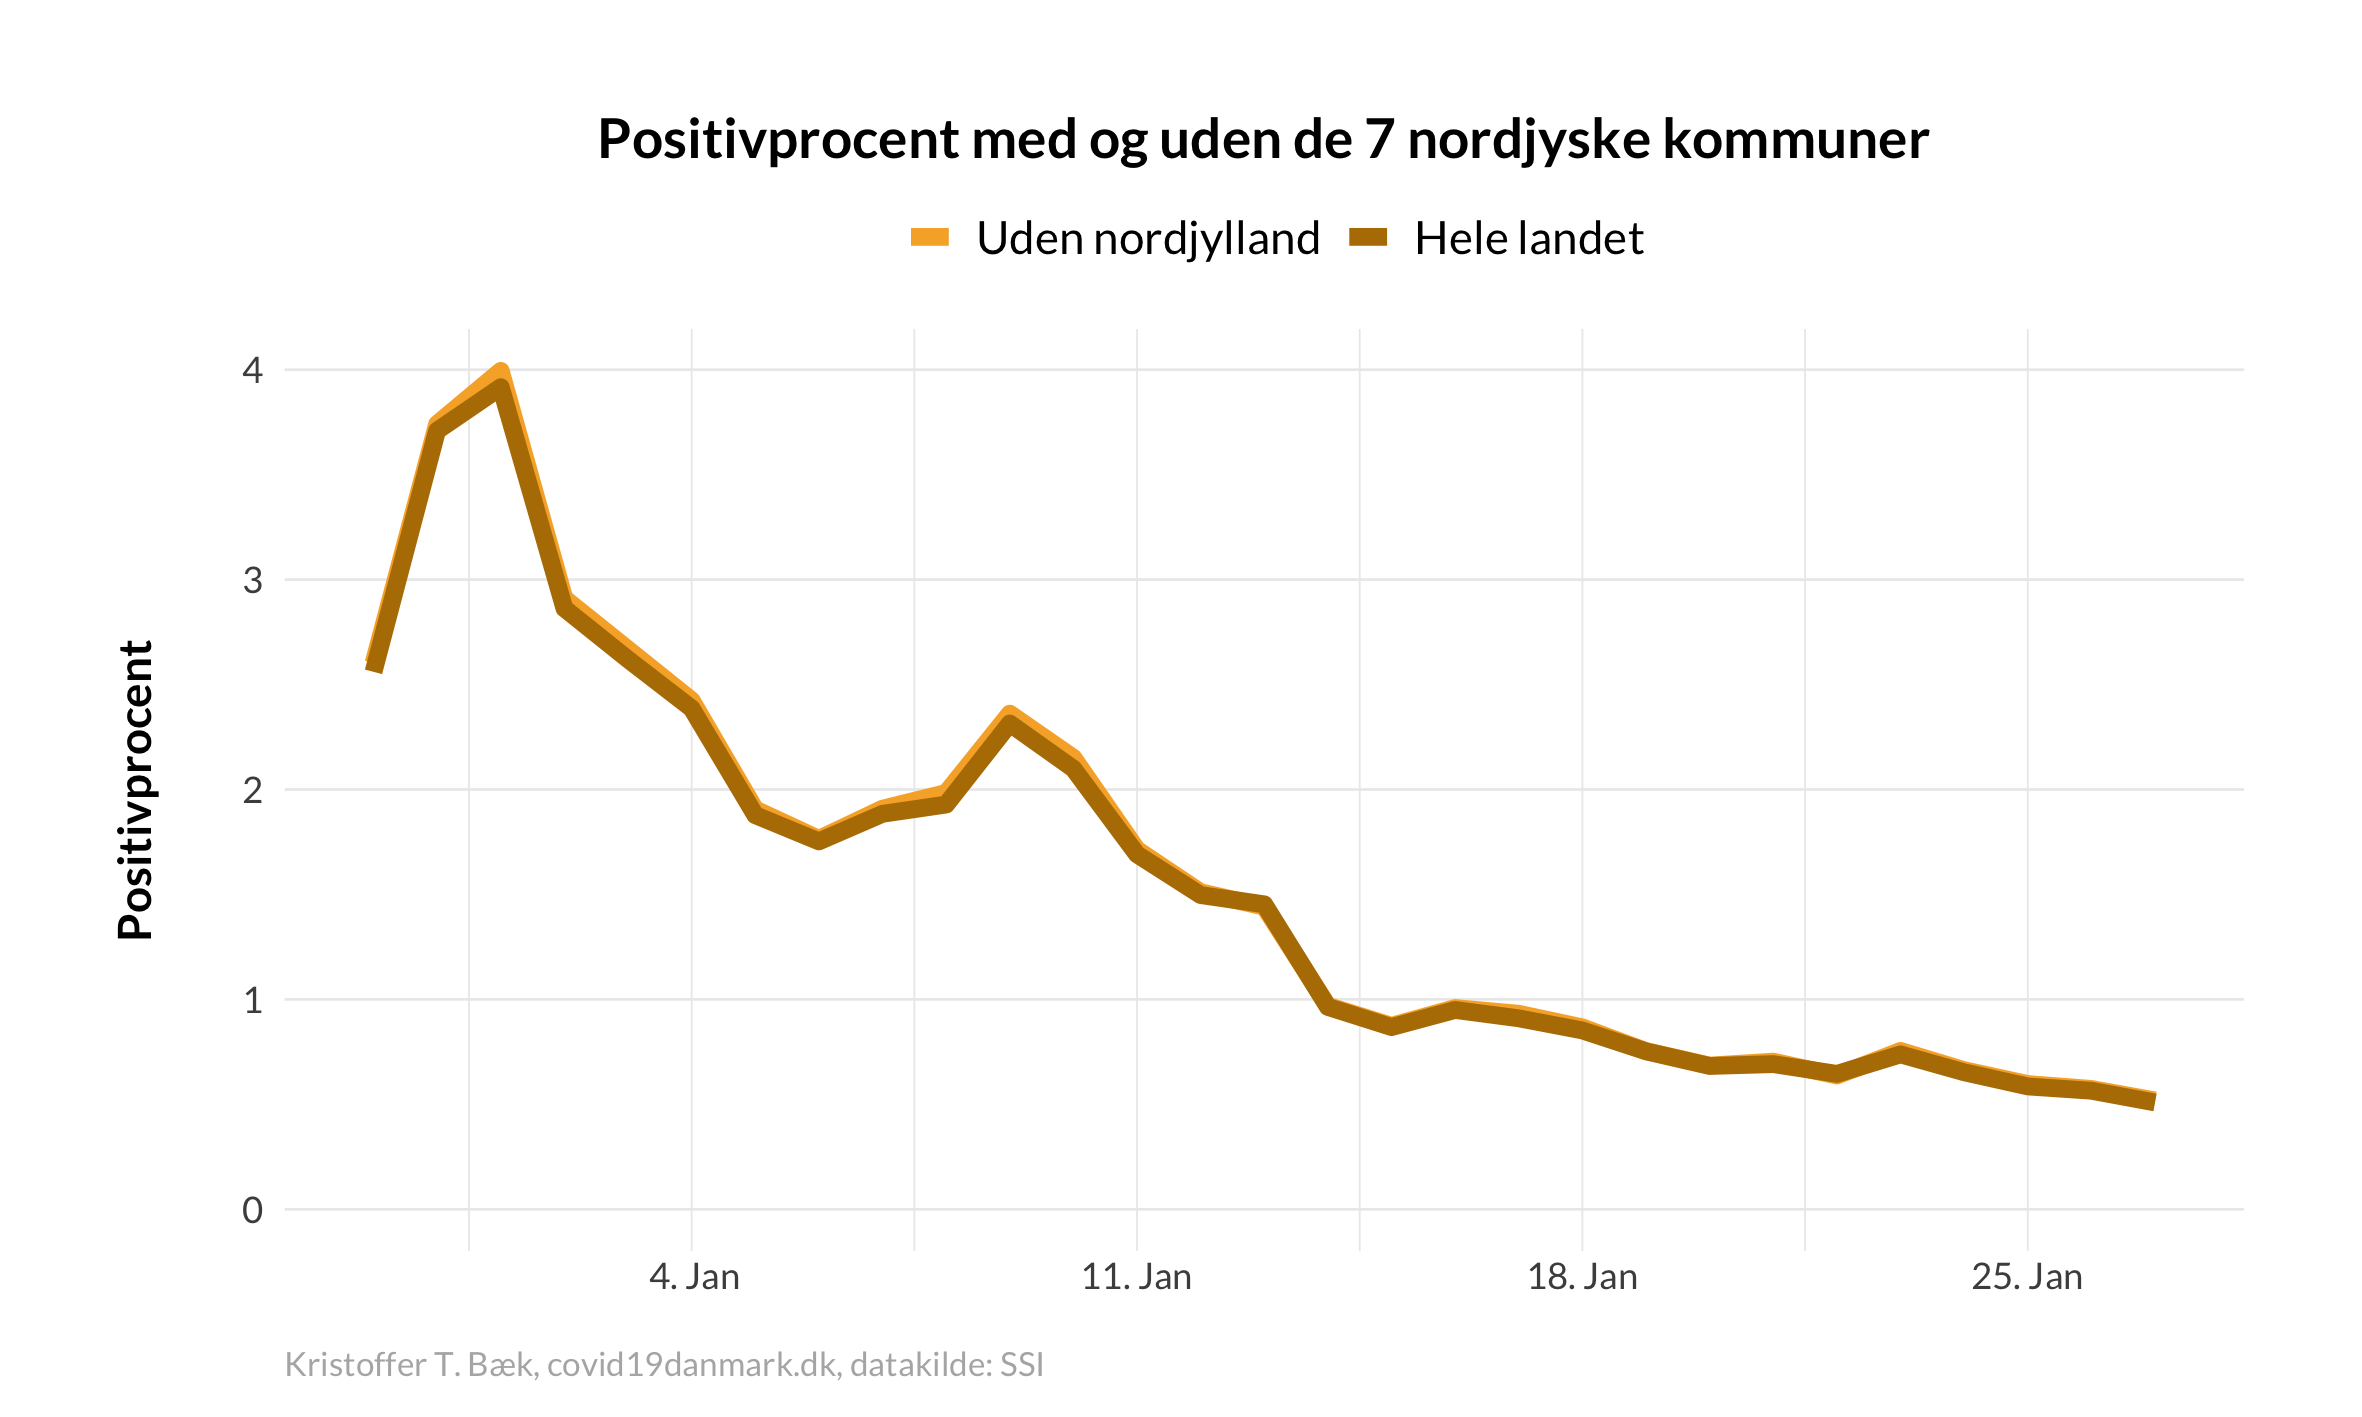 Positivprocent med og uden de 7 nordjyske kommuner
Uden nordjylland
Hele landet
Positivprocent
4
3
2
1
0
4. Jan
11. Jan
18. Jan
25. Jan
Kristoffer T. Bæk, covid19danmark.dk, datakilde: SSI